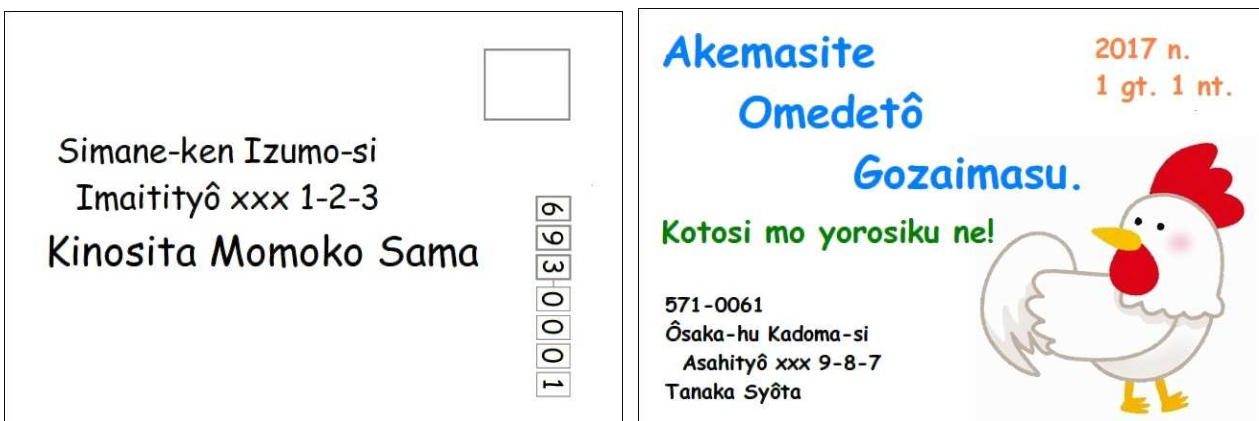 Simane-ken Izumo-si
Imaitityô xxx 1-2-3
Kinosita Momoko Sama
693-0001
Akemasite
Omedetô
Gozaimasu.
2017 n.
1 gt. 1 nt.
Kotosi mo yorosiku ne!
571-0061
Ôsaka-hu Kadoma-si
Asahityô xxx 9-8-7
Tanaka Syôta